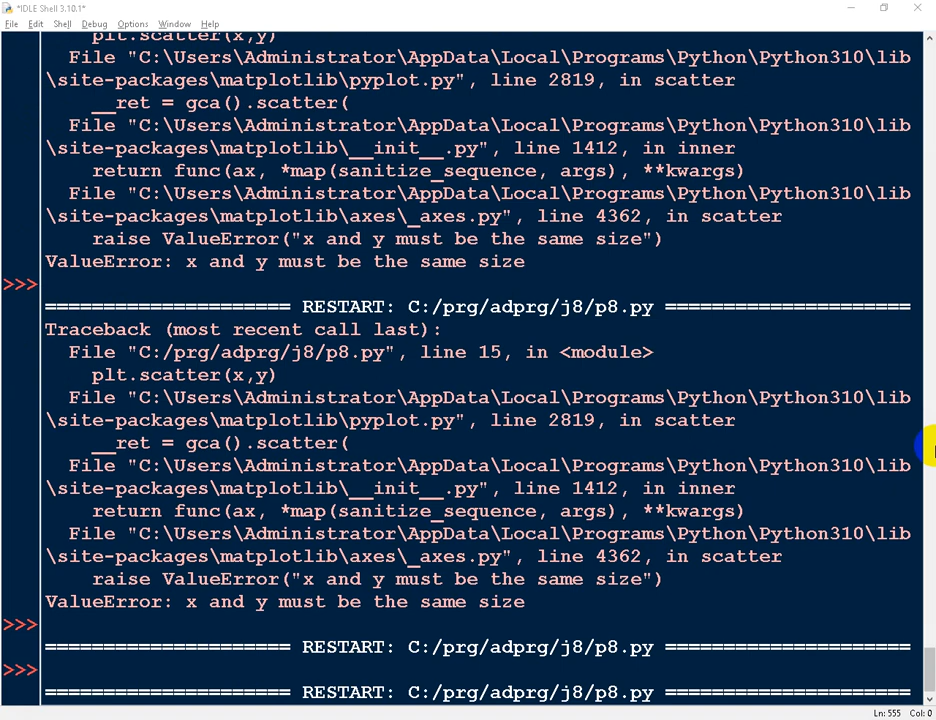 *IDLE Shell 3.10.1*
File Edit Shell Debug Options Window Help
plt.scatter(x,y)
File "C:\Users\Administrator\AppData\Local\Programs\Python\Python310\lib
\site-packages\matplotlib\pyplot.py", line 2819, in scatter
__ret = gca().scatter(
File "C:\Users\Administrator\AppData\Local\Programs\Python\Python310\lib
\site-packages\matplotlib\__init__.py", line 1412, in inner
return func(ax, *map(sanitize_sequence, args), **kwargs)
File "C:\Users\Administrator\AppData\Local\Programs\Python\Python310\lib
\site-packages\matplotlib\axes\_axes.py", line 4362, in scatter
raise ValueError("x and y must be the same size")
ValueError: x and y must be the same size
>>>
===================== RESTART: C:/prg/adprg/j8/p8.py =====================
Traceback (most recent call last):
File "C:/prg/adprg/j8/p8.py", line 15, in <module>
plt.scatter(x,y)
File "C:\Users\Administrator\AppData\Local\Programs\Python\Python310\lib
\site-packages\matplotlib\pyplot.py", line 2819, in scatter
__ret = gca().scatter(
File "C:\Users\Administrator\AppData\Local\Programs\Python\Python310\lib
\site-packages\matplotlib\__init__.py", line 1412, in inner
return func(ax, *map(sanitize_sequence, args), **kwargs)
File "C:\Users\Administrator\AppData\Local\Programs\Python\Python310\lib
\site-packages\matplotlib\axes\_axes.py", line 4362, in scatter
raise ValueError("x and y must be the same size")
ValueError: x and y must be the same size
>>>
===================== RESTART: C:/prg/adprg/j8/p8.py =====================
>>>
===================== RESTART: C:/prg/adprg/j8/p8.py =====================
Ln: 555 Col: 0